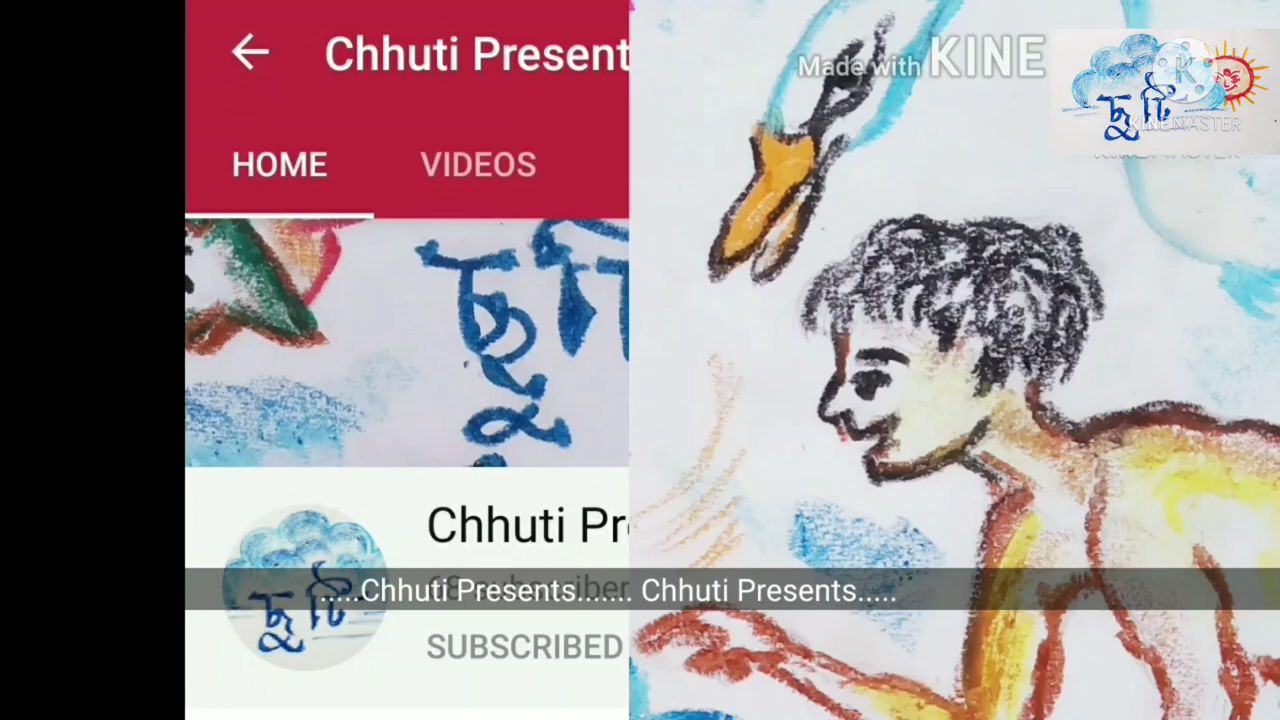 Chhuti Present
HOME
VIDEOS
Made with KINE
ছুটি
KINEMASTER
ছুটি
Chhuti Pr
.....Chhuti Presents....... Chhuti Presents.....
ছুটি
SUBSCRIBED